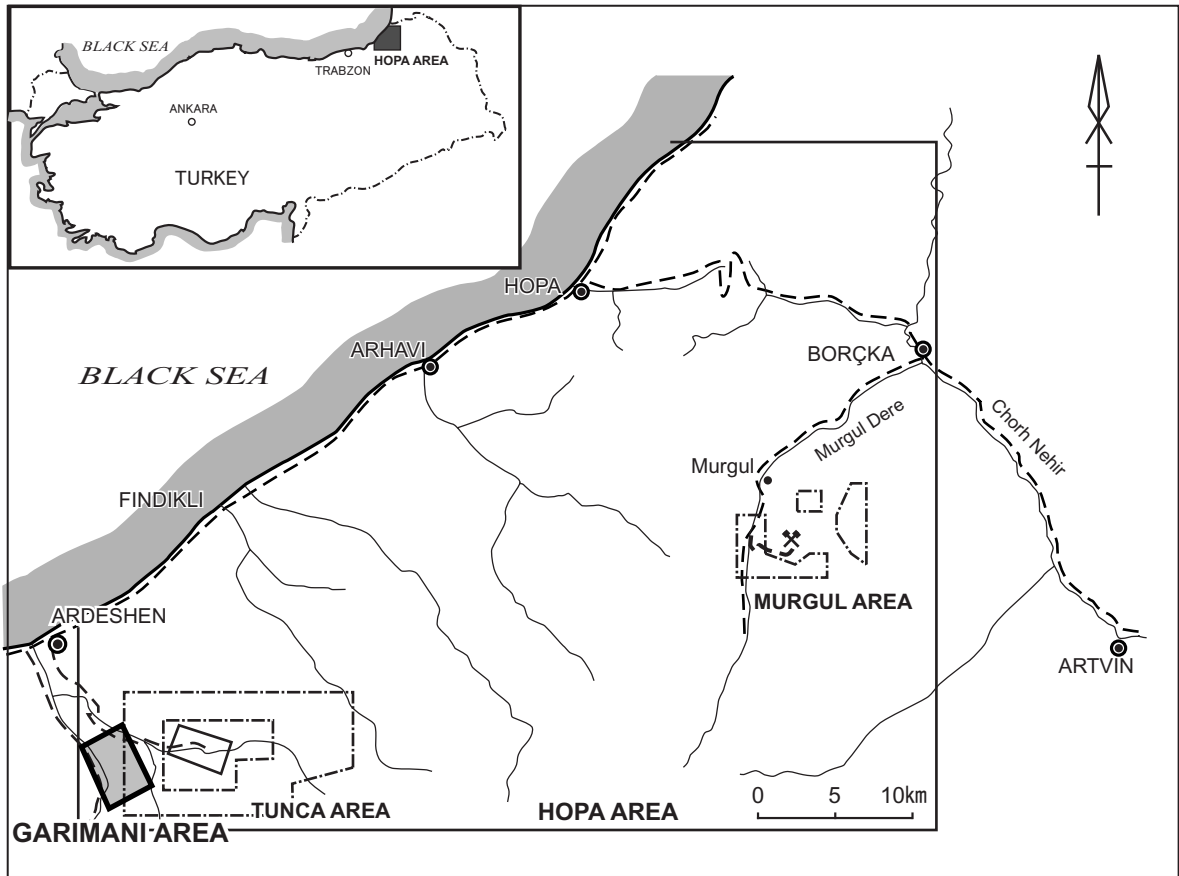 BLACK SEA
HOPA AREA
TRABZON
ANKARA
TURKEY
HOPA
ARHAVI
BORÇKA
BLACK SEA
Murgul Dere
Chorh Nehir
Murgul
FINDIKLI
MURGUL AREA
ARDESHEN
ARTVIN
0 5 10km
TUNCA AREA
HOPA AREA
GARIMANI AREA